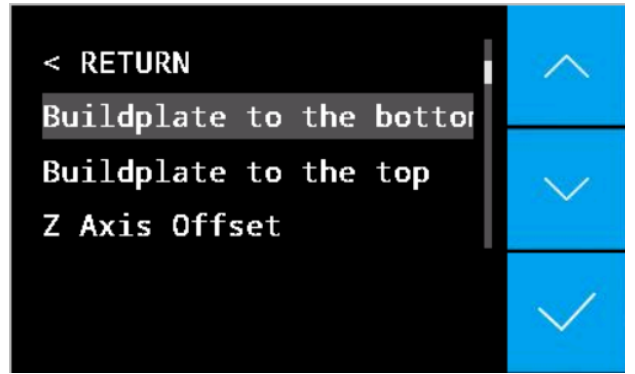 < RETURN
Buildplate to the botto
Buildplate to the top
Z Axis Offset